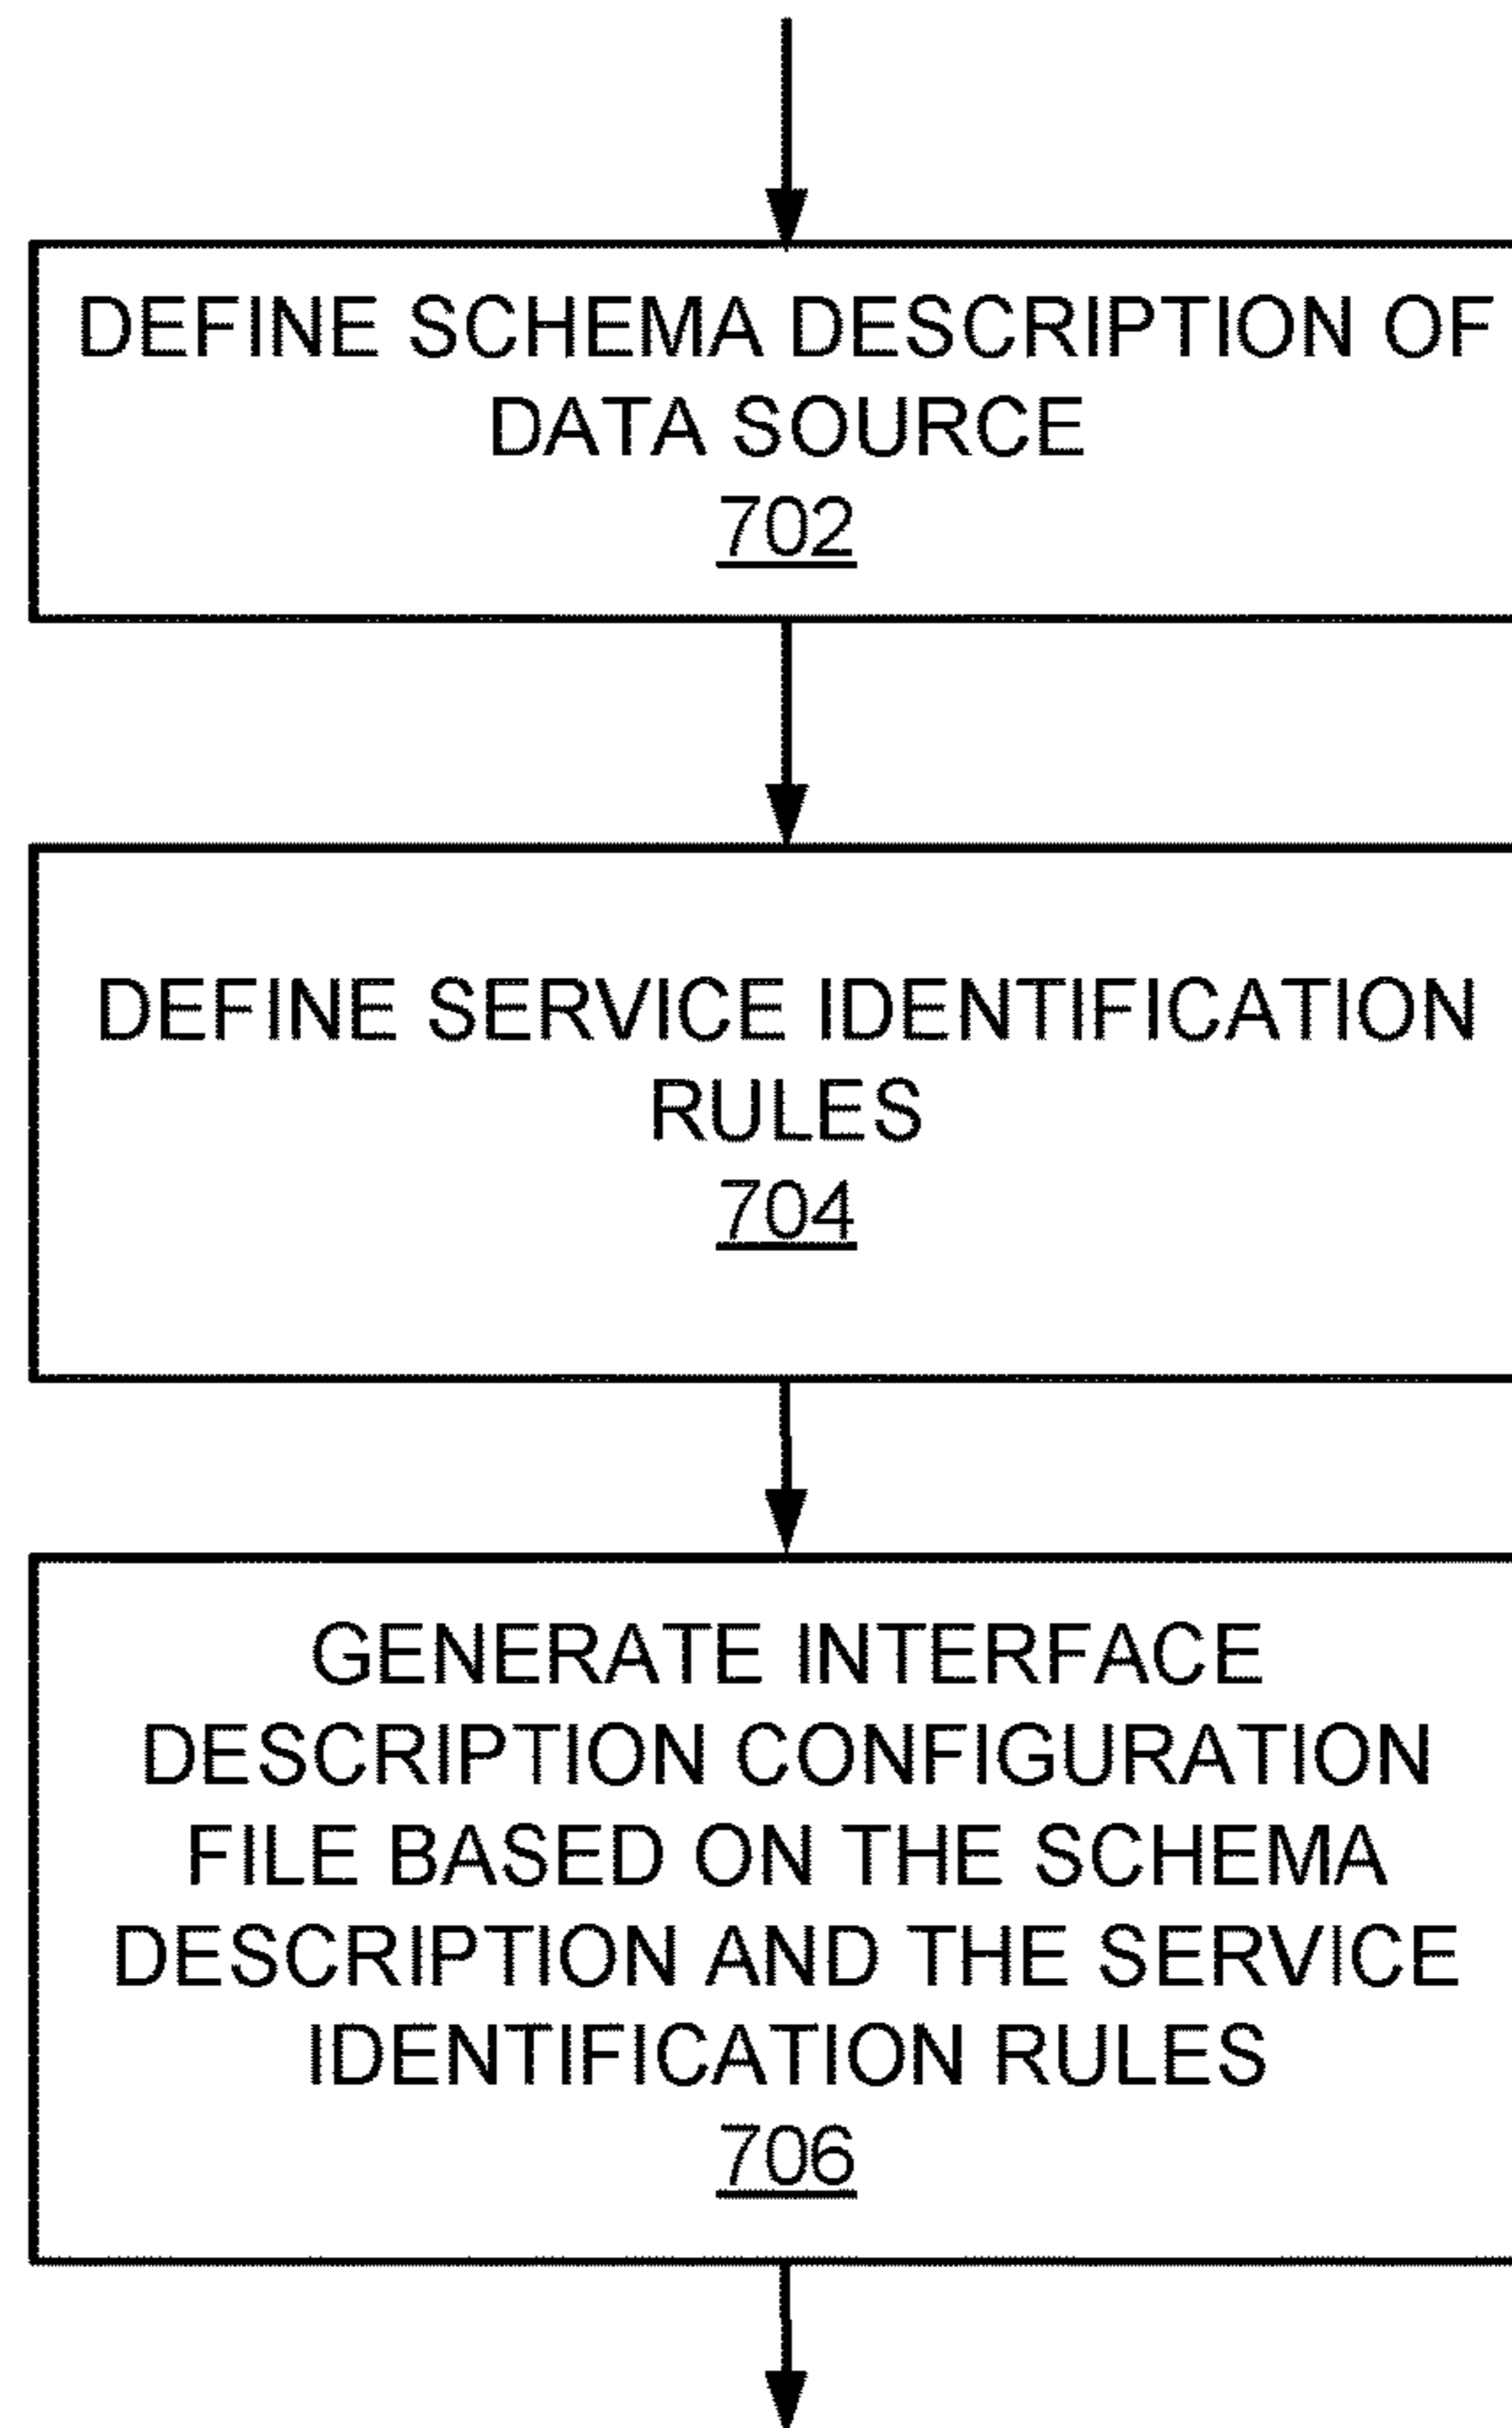 DEFINE SCHEMA DESCRIPTION OF
DATA SOURCE
702
DEFINE SERVICE IDENTIFICATION
RULES
704
GENERATE INTERFACE
DESCRIPTION CONFIGURATION
FILE BASED ON THE SCHEMA
DESCRIPTION AND THE SERVICE
IDENTIFICATION RULES
706